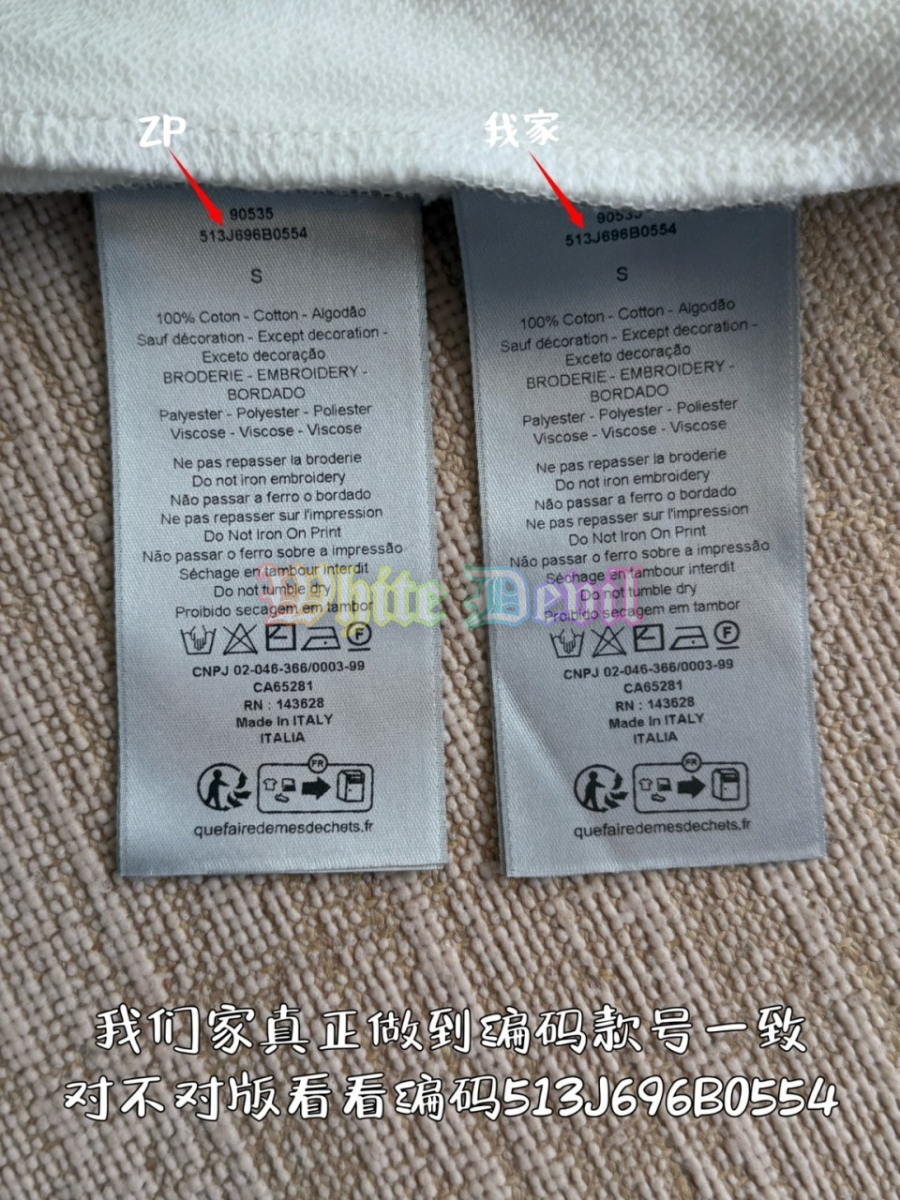 ZP
我家
90535
513J696B0554
S
100% Coton - Cotton - Algodão
Sauf décoration - Except decoration -
Exceto decoração
BRODERIE - EMBROIDERY -
BORDADO
Palyester - Polyester - Poliester
Viscose - Viscose - Viscose
Ne pas repasser la broderie
Do not iron embroidery
Não passar a ferro o bordado
Ne pas repasser sur l'impression
Do Not Iron On Print
Não passar o ferro sobre a impressão
Séchage en tambour interdit
Do not tumble dry
Proibido secagem em tambor
F
CNPJ 02-046-366/0003-99
CA65281
RN : 143628
Made In ITALY
ITALIA
FR
quefairedemesdechets.fr
90535
513J696B0554
S
100% Coton - Cotton - Algodão
Sauf décoration - Except decoration -
Exceto decoração
BRODERIE - EMBROIDERY -
BORDADO
Palyester - Polyester - Poliester
Viscose - Viscose - Viscose
Ne pas repasser la broderie
Do not iron embroidery
Não passar a ferro o bordado
Ne pas repasser sur l'impression
Do Not Iron On Print
Não passar o ferro sobre a impressão
Séchage en tambour interdit
Do not tumble dry
Proibido secagem em tambor
F
CNPJ 02-046-366/0003-99
CA65281
RN : 143628
Made In ITALY
ITALIA
FR
quefairedemesdechets.fr
White Devil
我们家真正做到编码款号一致
对不对版看看编码513J696B0554